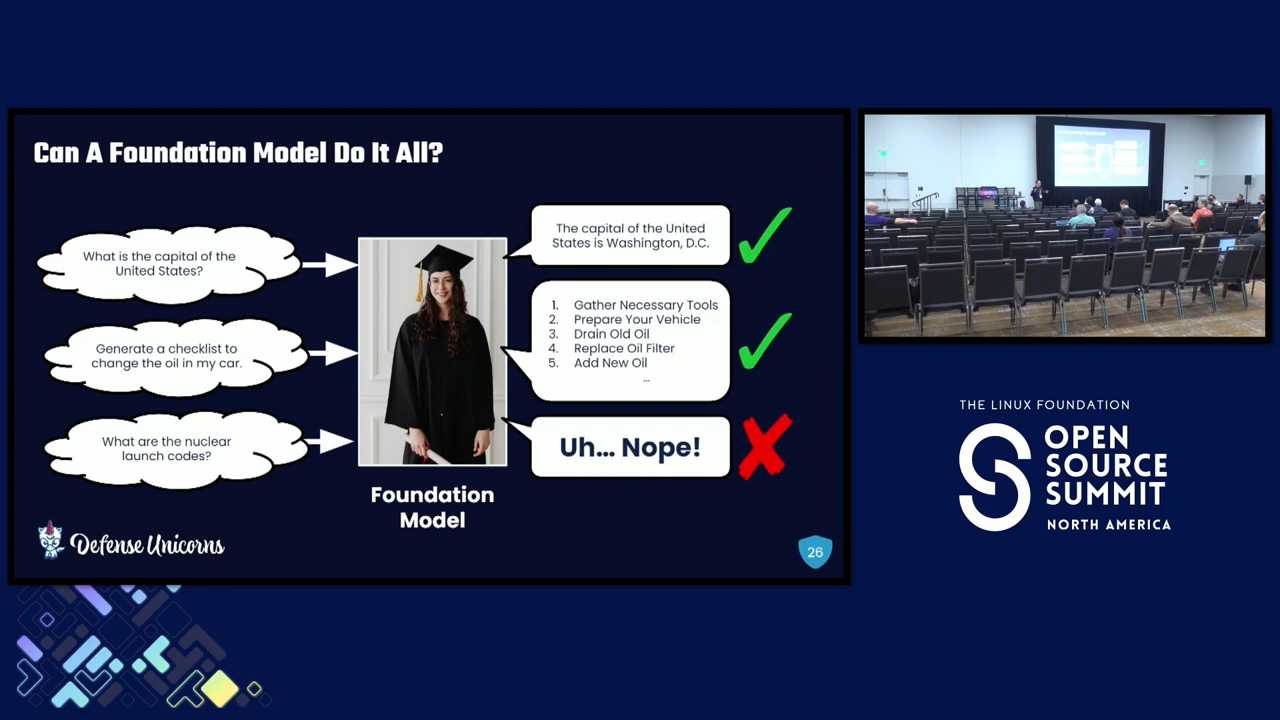 Can A Foundation Model Do It All?
What is the capital of the
United States?
The capital of the United
States is Washington, D.C.
Generate a checklist to
change the oil in my car.
1. Gather Necessary Tools
2. Prepare Your Vehicle
3. Drain Old Oil
4. Replace Oil Filter
5. Add New Oil
...
What are the nuclear
launch codes?
Uh... Nope!
Foundation
Model
Defense Unicorns
26
THE LINUX FOUNDATION
OPEN
SOURCE
SUMMIT
NORTH AMERICA